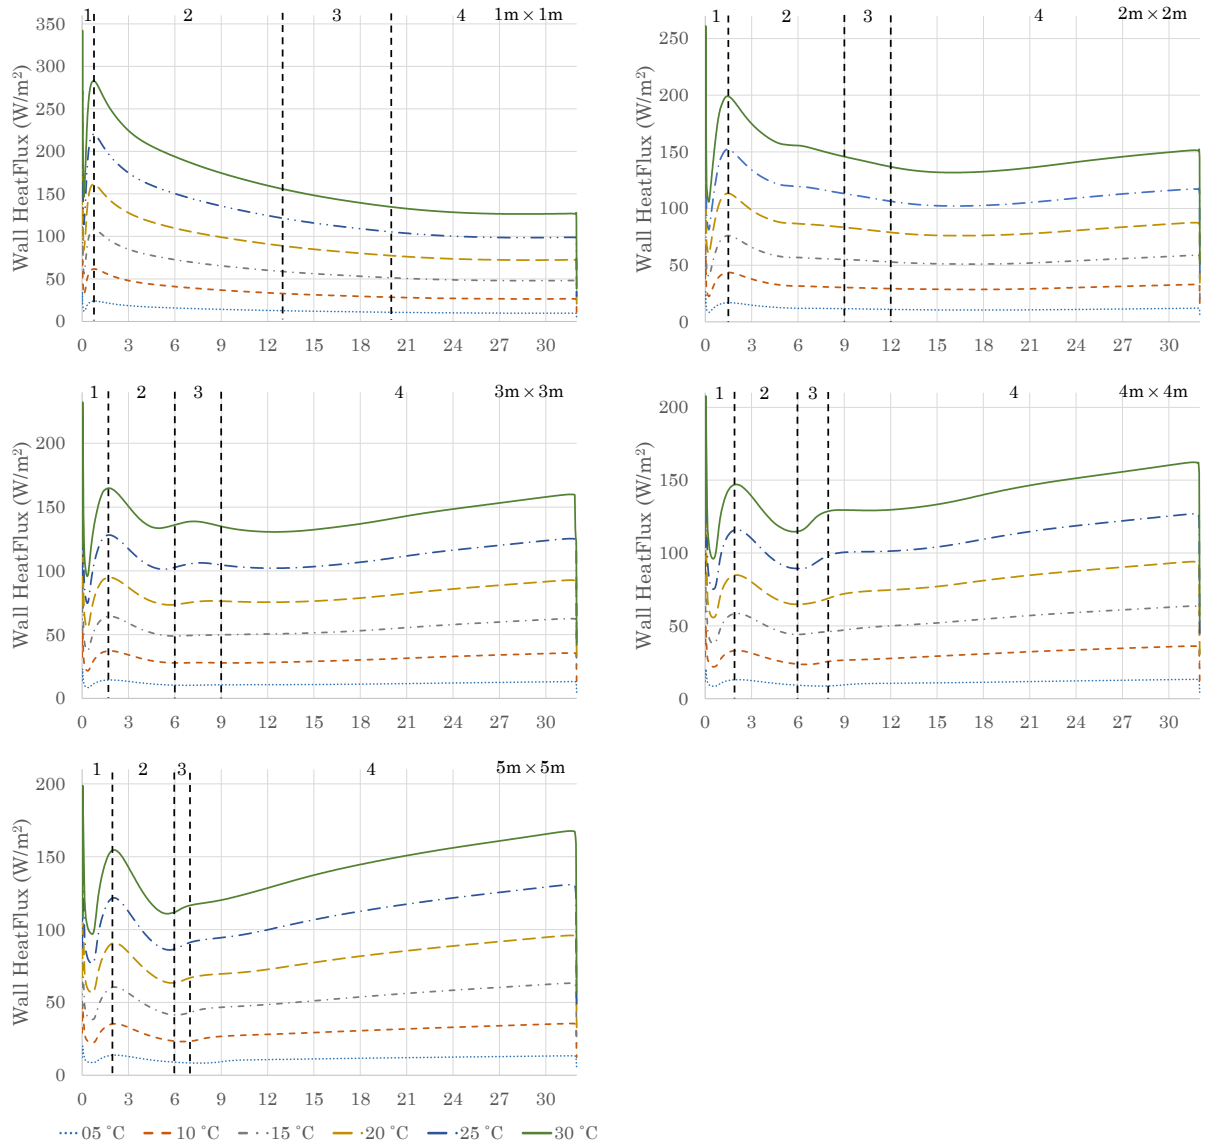 1 2 3 4 1m × 1m
Wall HeatFlux (W/m²)
350
300
250
200
150
100
50
0
0 3 6 9 12 15 18 21 24 27 30
1 2 3 4 2m × 2m
Wall HeatFlux (W/m²)
250
200
150
100
50
0
0 3 6 9 12 15 18 21 24 27 30
1 2 3 4 3m × 3m
Wall HeatFlux (W/m²)
200
150
100
50
0
0 3 6 9 12 15 18 21 24 27 30
1 2 3 4 4m × 4m
Wall HeatFlux (W/m²)
200
150
100
50
0
0 3 6 9 12 15 18 21 24 27 30
1 2 3 4 5m × 5m
Wall HeatFlux (W/m²)
200
150
100
50
0
0 3 6 9 12 15 18 21 24 27 30
05 °C 10 °C 15 °C 20 °C 25 °C 30 °C